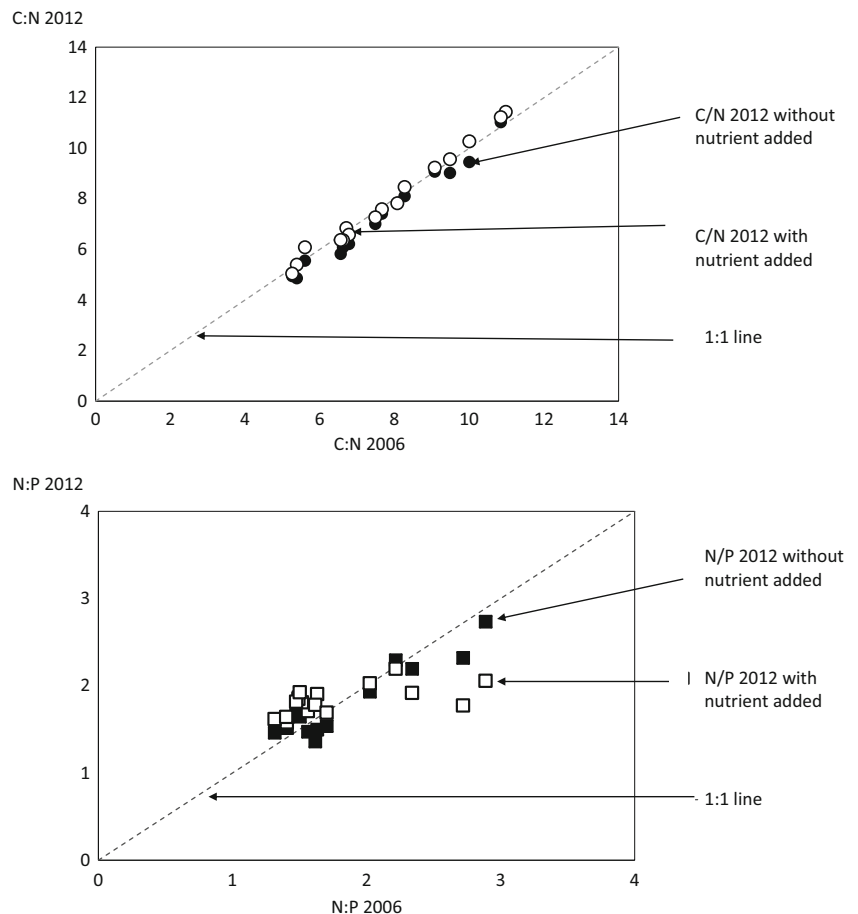 C:N 2012
14
12
10
8
6
4
2
0
0 2 4 6 8 10 12 14
C:N 2006
C/N 2012 without
nutrient added
C/N 2012 with
nutrient added
1:1 line
N:P 2012
4
3
2
1
0
0 1 2 3 4
N:P 2006
N/P 2012 without
nutrient added
N/P 2012 with
nutrient added
1:1 line